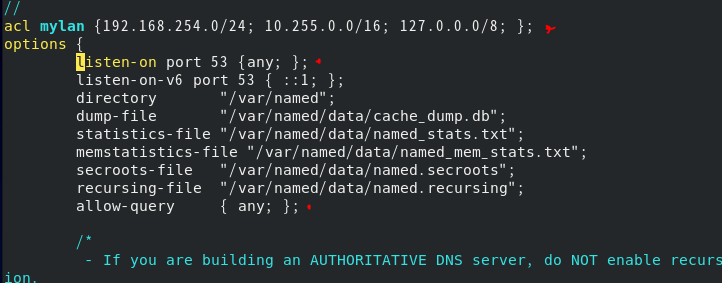 //
acl mylan {192.168.254.0/24; 10.255.0.0/16; 127.0.0.0/8; };
options {
listen-on port 53 {any; };
listen-on-v6 port 53 { ::1; };
directory       "/var/named";
dump-file       "/var/named/data/cache_dump.db";
statistics-file "/var/named/data/named_stats.txt";
memstatistics-file "/var/named/data/named_mem_stats.txt";
secroots-file   "/var/named/data/named.secroots";
recursing-file  "/var/named/data/named.recursing";
allow-query     { any; };
/*
- If you are building an AUTHORITATIVE DNS server, do NOT enable recurs
ion.